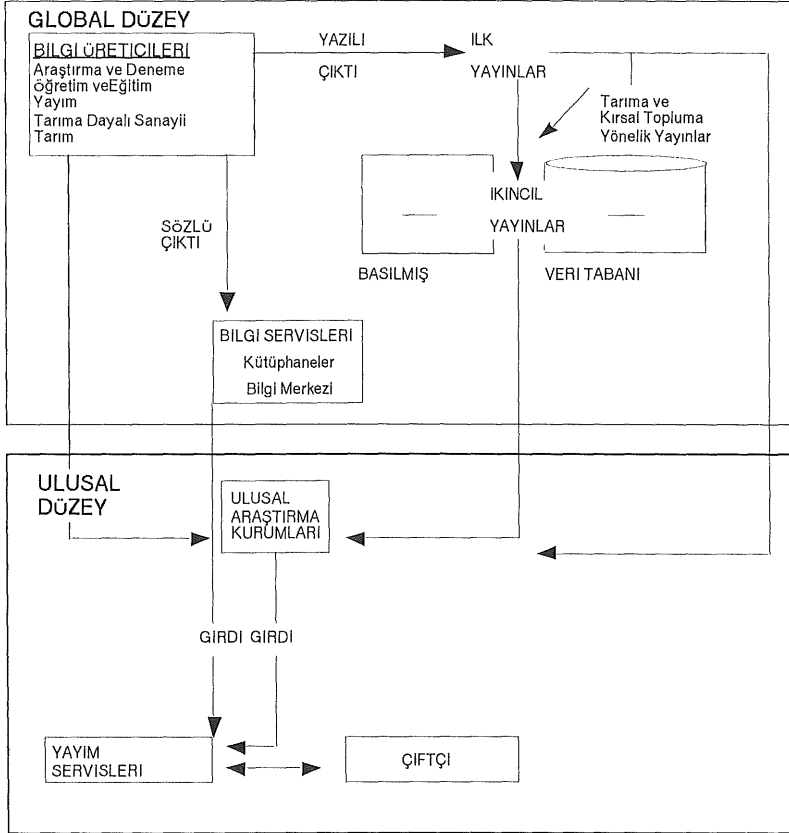 GLOBAL DÜZEY
BILGI ÜRETICILERI
Araştırma ve Deneme
Öğretim veEğitim
Yayım
Tarıma Dayalı Sanayii
Tarım
YAZILI
ÇIKTI
ILK
YAYINLAR
Tarıma ve
Kırsal Topluma
Yönelik Yayınlar
IKINCIL
YAYINLAR
BASILMIŞ
VERI TABANI
SÖZLÜ
ÇIKTI
BILGI SERVISLERI
Kütüphaneler
Bilgi Merkezi
ULUSAL
DÜZEY
ULUSAL
ARAŞTIRMA
KURUMLARI
GIRDI GIRDI
YAYIM
SERVISLERI
ÇIFTÇI